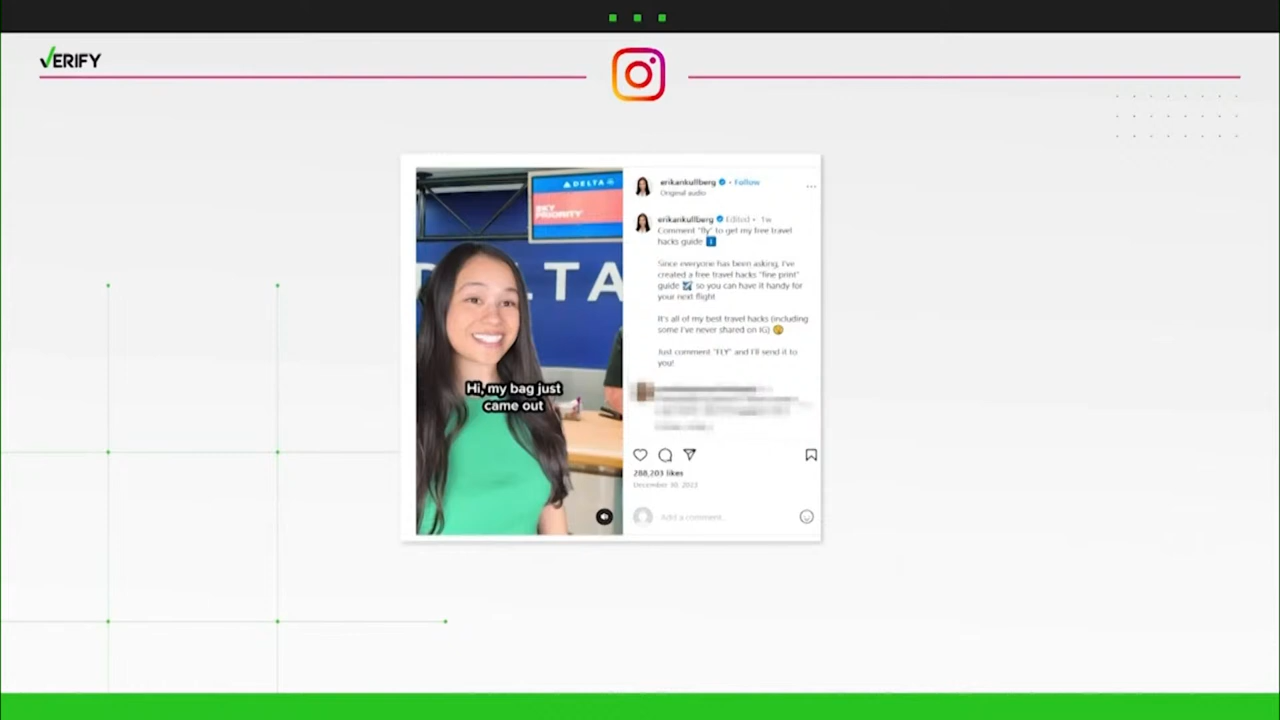 VERIFY
DELTA
SKY
PRIORITY
DELTA
Hi, my bag just
came out
erikankullberg • Follow
Original audio
erikankullberg Edited • 1w
Comment "fly" to get my free travel
hacks guide
Since everyone has been asking, I've
created a free travel hacks "fine print"
guide so you can have it handy for
your next flight
It's all of my best travel hacks (including
some I've never shared on IG)
Just comment "FLY" and I'll send it to
you!
288,203 likes
December 30, 2023
Add a comment...